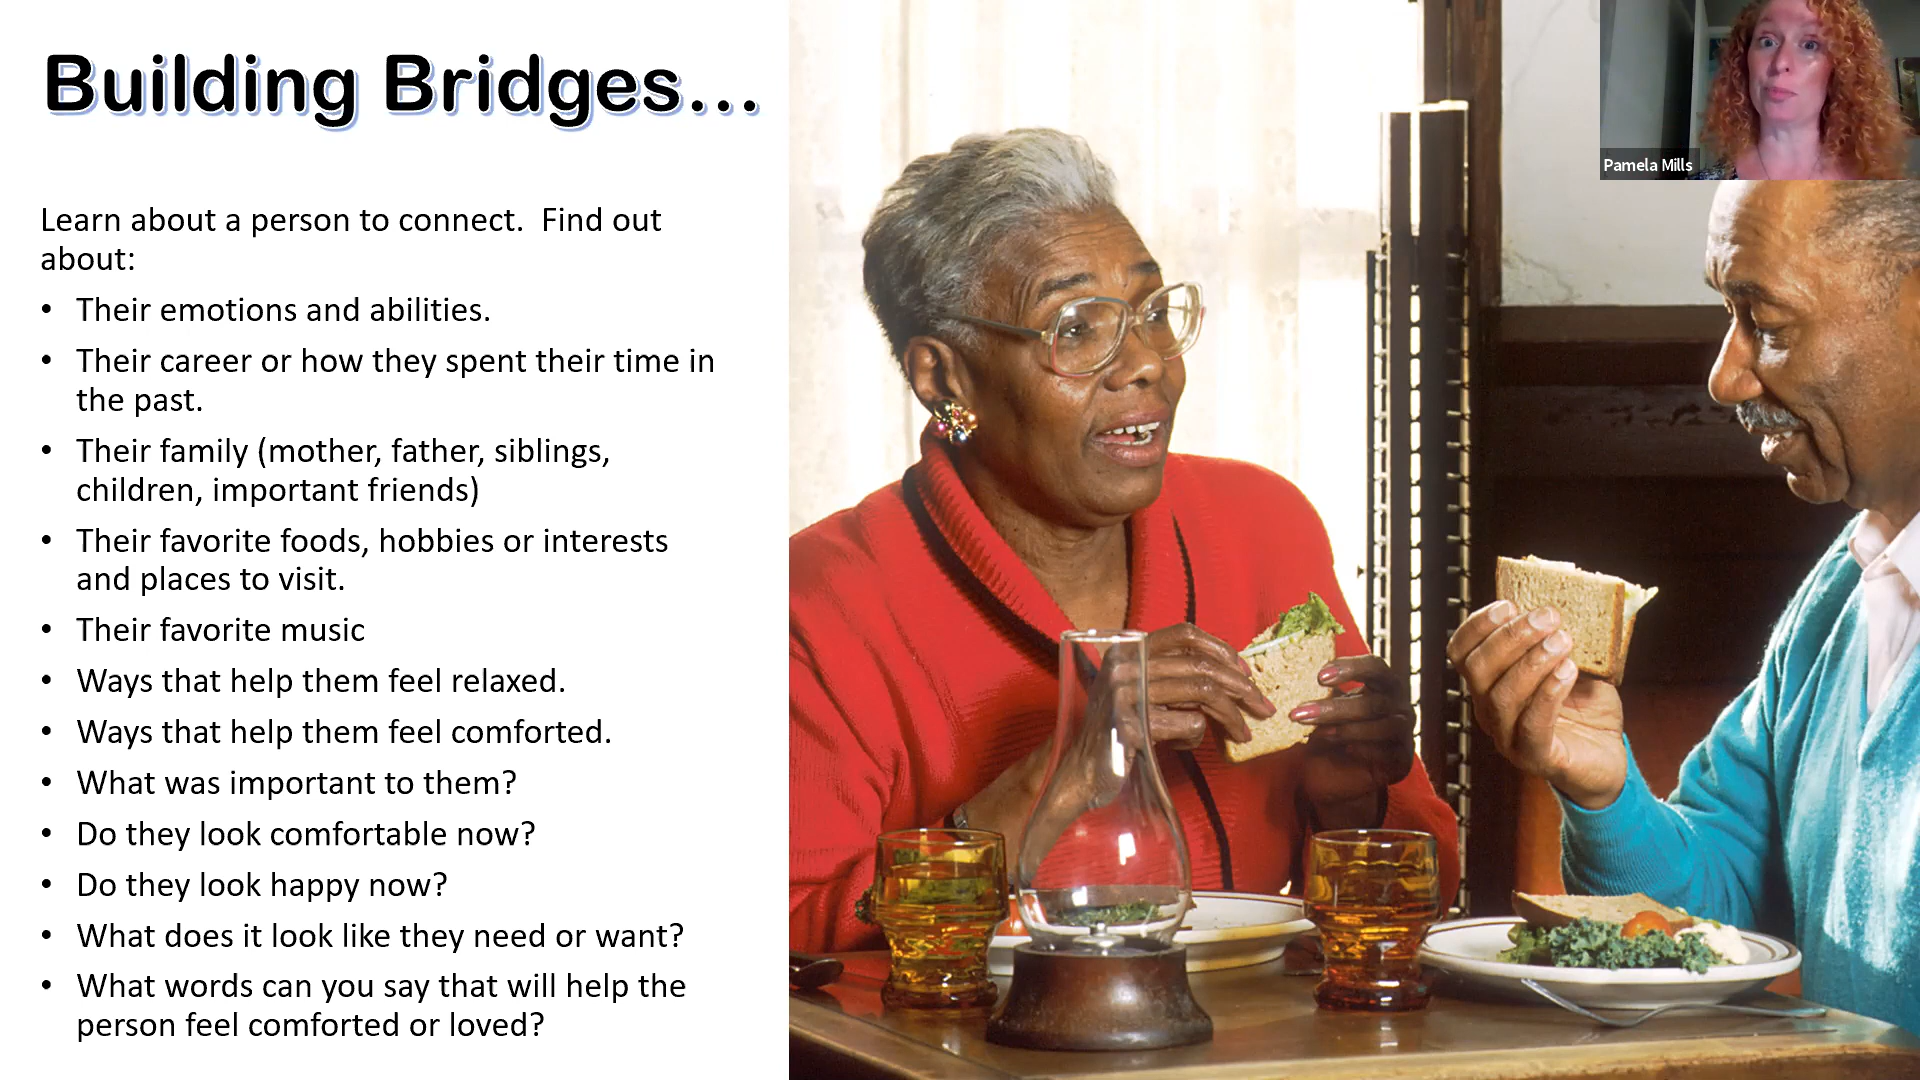 Building Bridges...
Pamela Mills
Learn about a person to connect.  Find out
about:
• Their emotions and abilities.
• Their career or how they spent their time in
the past.
• Their family (mother, father, siblings,
children, important friends)
• Their favorite foods, hobbies or interests
and places to visit.
• Their favorite music
• Ways that help them feel relaxed.
• Ways that help them feel comforted.
• What was important to them?
• Do they look comfortable now?
• Do they look happy now?
• What does it look like they need or want?
• What words can you say that will help the
person feel comforted or loved?